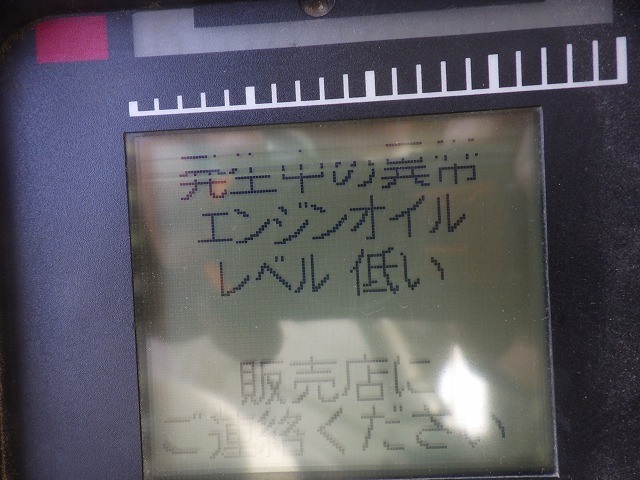 発生中の異常
エンジンオイル
レベル 低い
販売店に
ご連絡ください